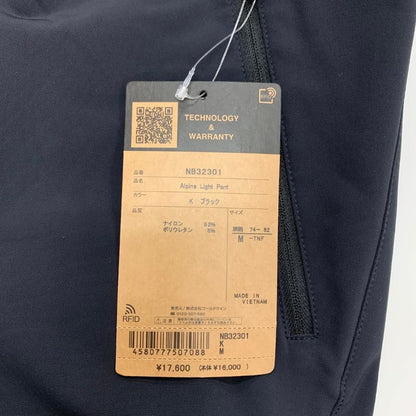 TECHNOLOGY
&
WARRANTY
品番 NB32301
品名 Alpine Light Pant
カラー K ブラック
品質 サイズ
ナイロン 92%
ポリウレタン 8%
胴囲 74- 82
M -TNF
MADE IN
VIETNAM
RFID
NB32301
K
M
4580777507088
¥17,600 (本体 ¥16,000)